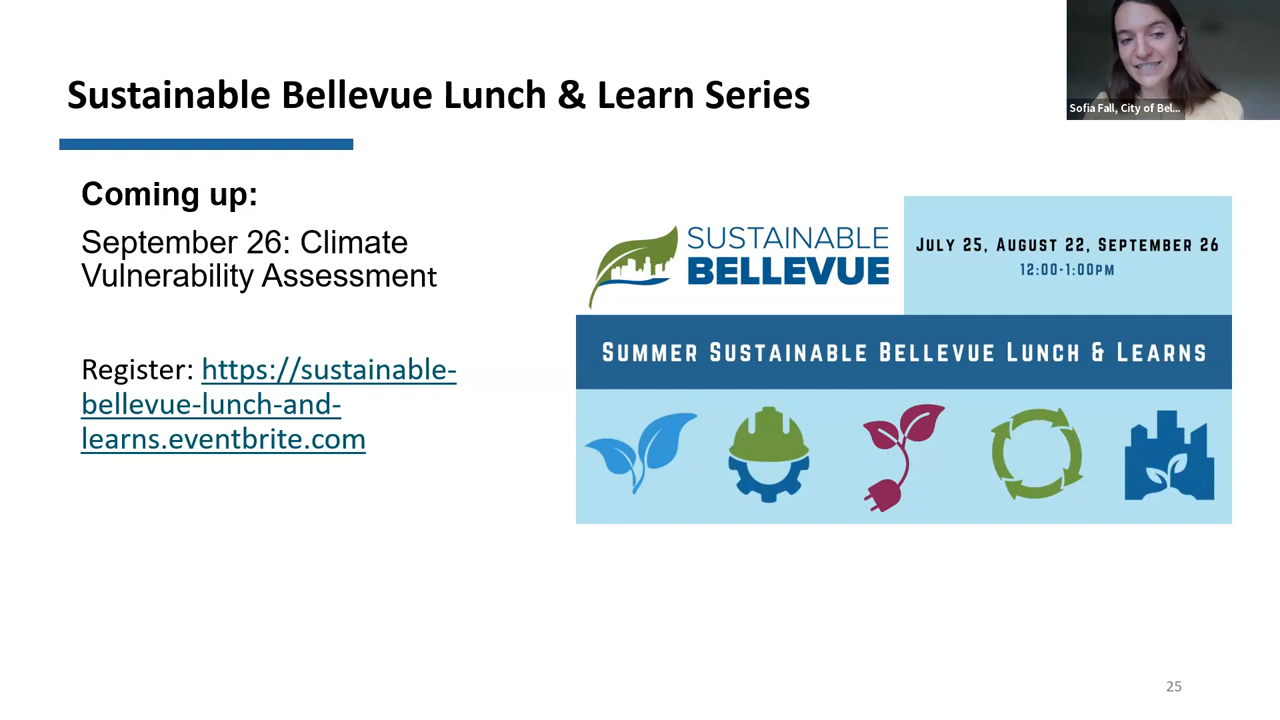 Sustainable Bellevue Lunch & Learn Series
Sofia Fall, City of Bel...
Coming up:
September 26: Climate
Vulnerability Assessment
Register: https://sustainable-
bellevue-lunch-and-
learns.eventbrite.com
SUSTAINABLE
BELLEVUE
JULY 25, AUGUST 22, SEPTEMBER 26
12:00-1:00PM
SUMMER SUSTAINABLE BELLEVUE LUNCH & LEARNS
25